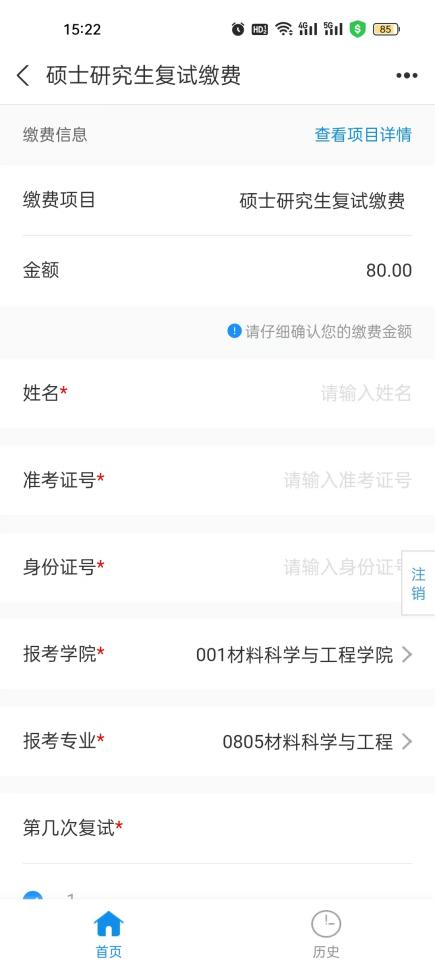 15:22
HD 4G 5G 85
硕士研究生复试缴费
缴费信息 查看项目详情
缴费项目 硕士研究生复试缴费
金额 80.00
请仔细确认您的缴费金额
姓名* 请输入姓名
准考证号* 请输入准考证号
身份证号* 请输入身份证号
注
销
报考学院* 001材料科学与工程学院
报考专业* 0805材料科学与工程
第几次复试*
1
首页 历史